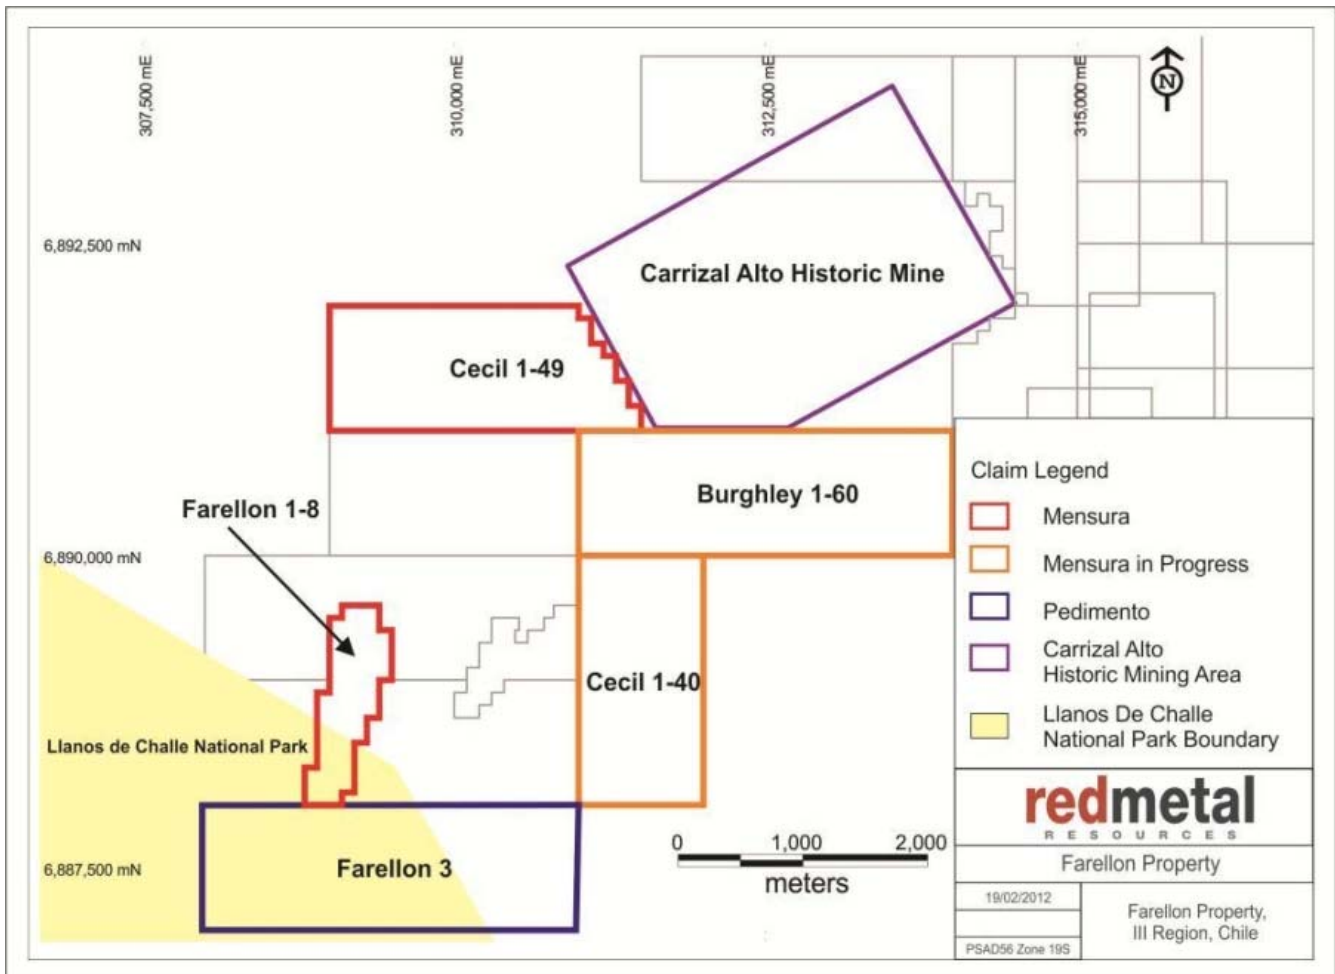 307,500 mE
310,000 mE
312,500 mE
315,000 mE
N
6,892,500 mN
Carrizal Alto Historic Mine
Cecil 1-49
Burghley 1-60
Farellon 1-8
6,890,000 mN
Cecil 1-40
Llanos de Challe National Park
Farellon 3
6,887,500 mN
0 1,000 2,000
meters
Claim Legend
Mensura
Mensura in Progress
Pedimento
Carrizal Alto
Historic Mining Area
Llanos De Challe
National Park Boundary
redmetal
RESOURCES
Farellon Property
19/02/2012
PSAD56 Zone 19S
Farellon Property,
III Region, Chile